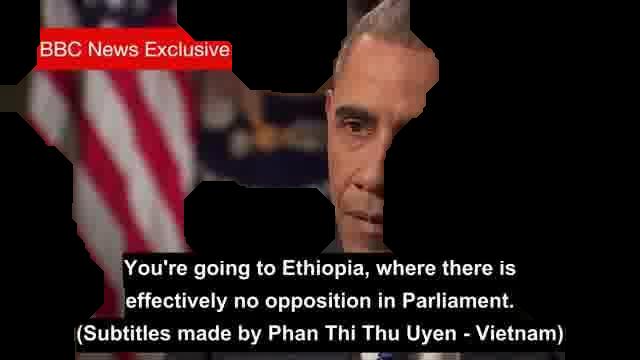 BBC News Exclusive
You're going to Ethiopia, where there is
effectively no opposition in Parliament.
(Subtitles made by Phan Thi Thu Uyen - Vietnam)